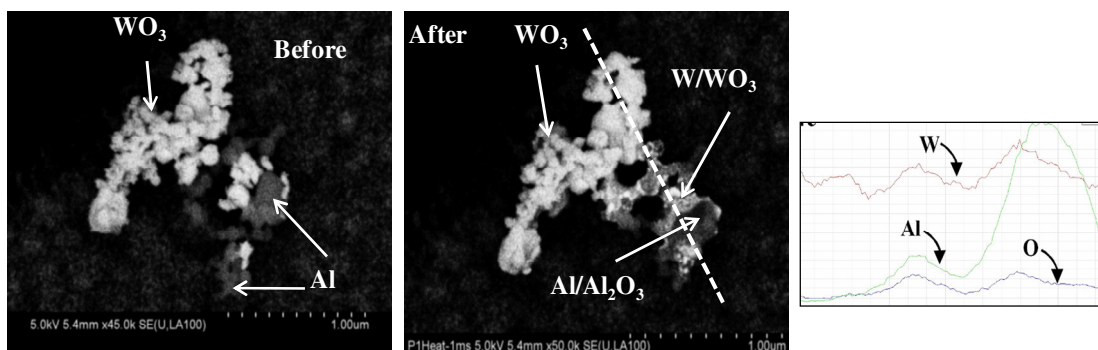 WO3
Before
Al
5.0kV 5.4mm x45.0k SE(U,LA100)
1.00um
After
WO3
W/WO3
Al/Al2O3
P1Heat-1ms 5.0kV 5.4mm x50.0k SE(U,LA100)
1.00um
W
Al
O